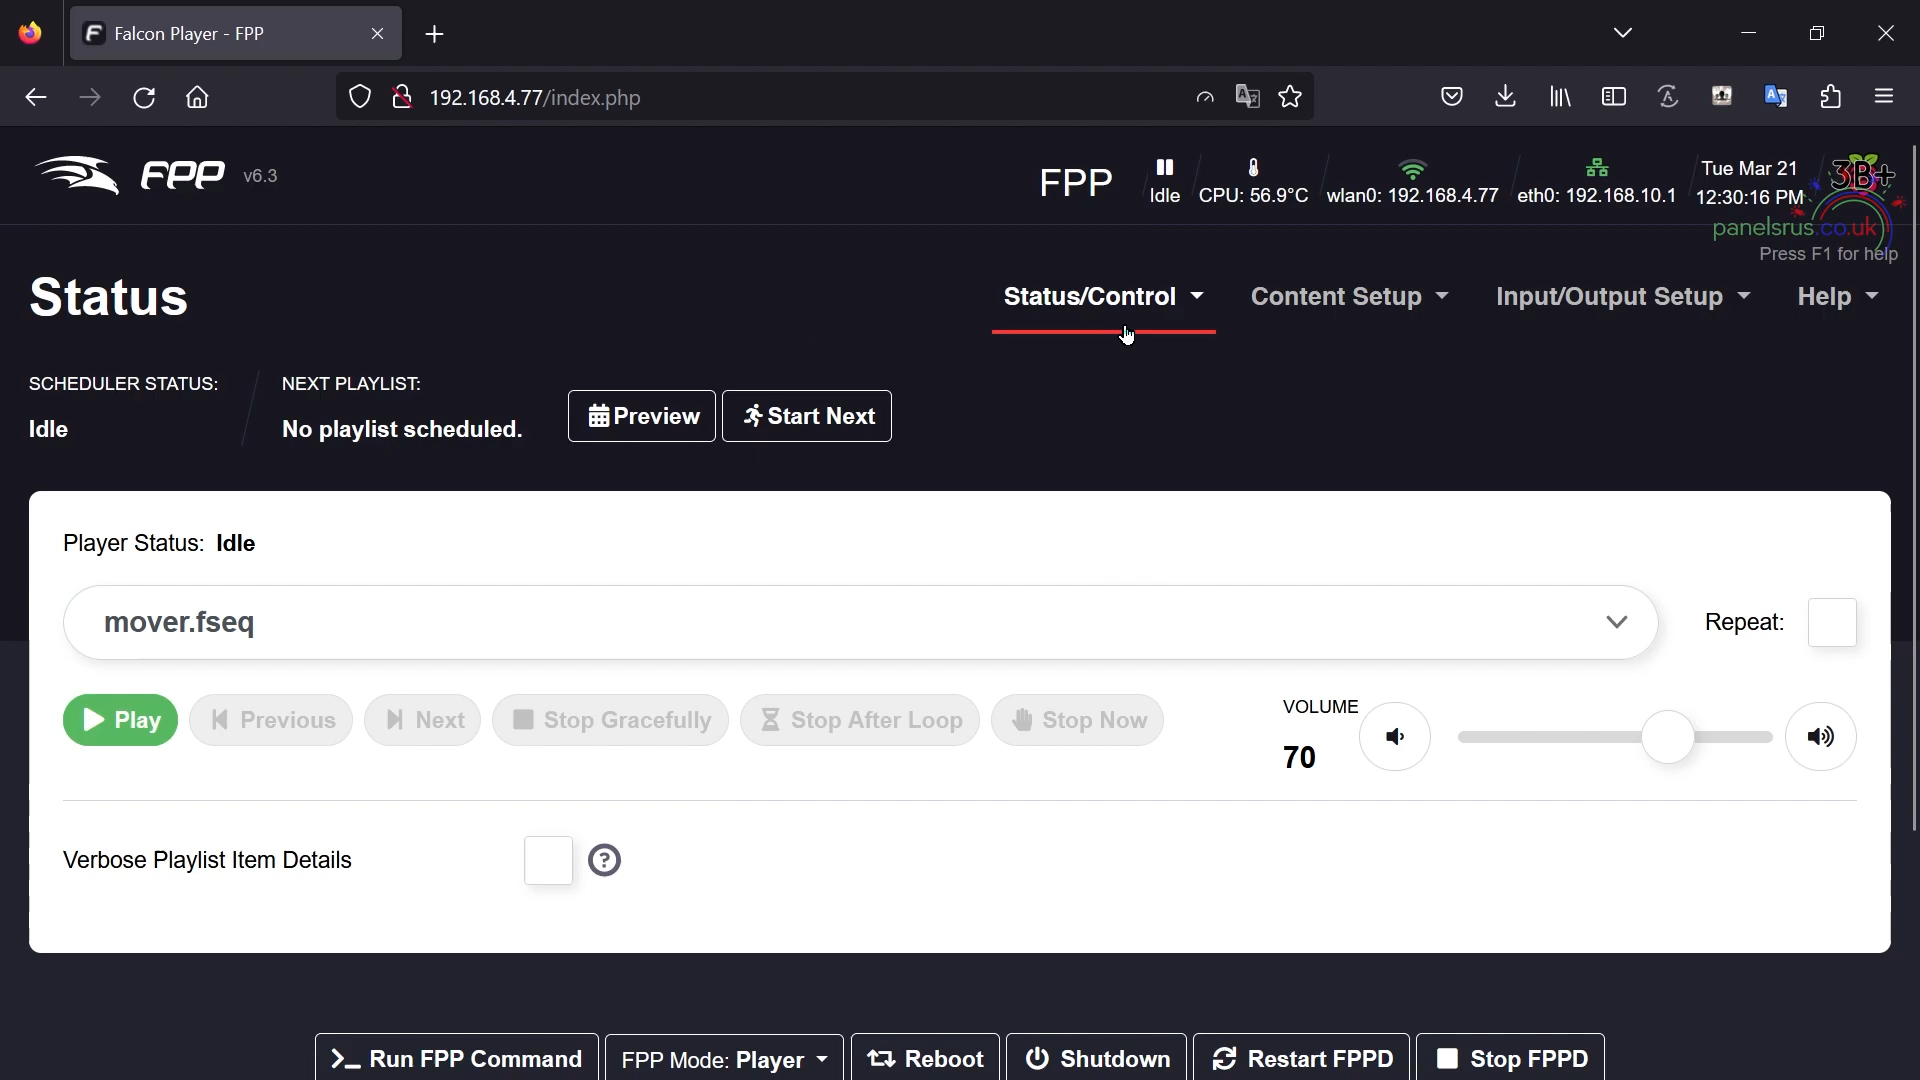 Falcon Player - FPP
192.168.4.77/index.php
FPP v6.3
FPP
Idle
CPU: 56.9°C
wlan0: 192.168.4.77
eth0: 192.168.10.1
Tue Mar 21
12:30:16 PM
3B+
panelsrus.co.uk
Press F1 for help
Status
Status/Control
Content Setup
Input/Output Setup
Help
SCHEDULER STATUS:
Idle
NEXT PLAYLIST:
No playlist scheduled.
Preview
Start Next
Player Status: Idle
mover.fseq
Repeat:
Play
Previous
Next
Stop Gracefully
Stop After Loop
Stop Now
VOLUME
70
Verbose Playlist Item Details
Run FPP Command
FPP Mode: Player
Reboot
Shutdown
Restart FPPD
Stop FPPD